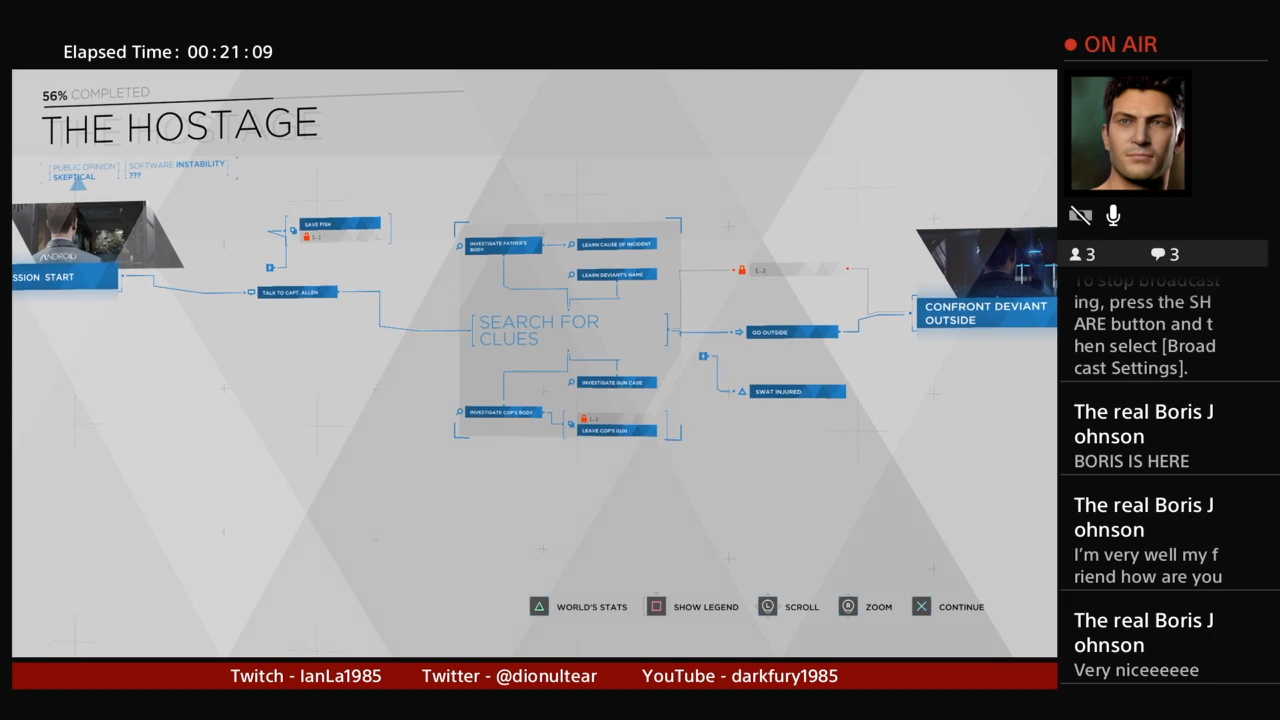 Elapsed Time: 00:21:09
ON AIR
56% COMPLETED
THE HOSTAGE
PUBLIC OPINION
SKEPTICAL
SOFTWARE INSTABILITY
???
ANDROID
SSION START
SAVE FISH
[...]
TALK TO CAPT. ALLEN
INVESTIGATE FATHER'S
BODY
LEARN CAUSE OF INCIDENT
LEARN DEVIANT'S NAME
SEARCH FOR
CLUES
INVESTIGATE GUN CASE
INVESTIGATE COP'S BODY
[...]
LEAVE COP'S GUN
[...]
GO OUTSIDE
SWAT INJURED
CONFRONT DEVIANT
OUTSIDE
WORLD'S STATS
SHOW LEGEND
L
SCROLL
R
ZOOM
CONTINUE
3
3
To stop broadcast
ing, press the SH
ARE button and t
hen select [Broad
cast Settings].
The real Boris J
ohnson
BORIS IS HERE
The real Boris J
ohnson
I'm very well my f
riend how are you
The real Boris J
ohnson
Very niceeeeee
Twitch - IanLa1985 Twitter - @dionultear YouTube - darkfury1985